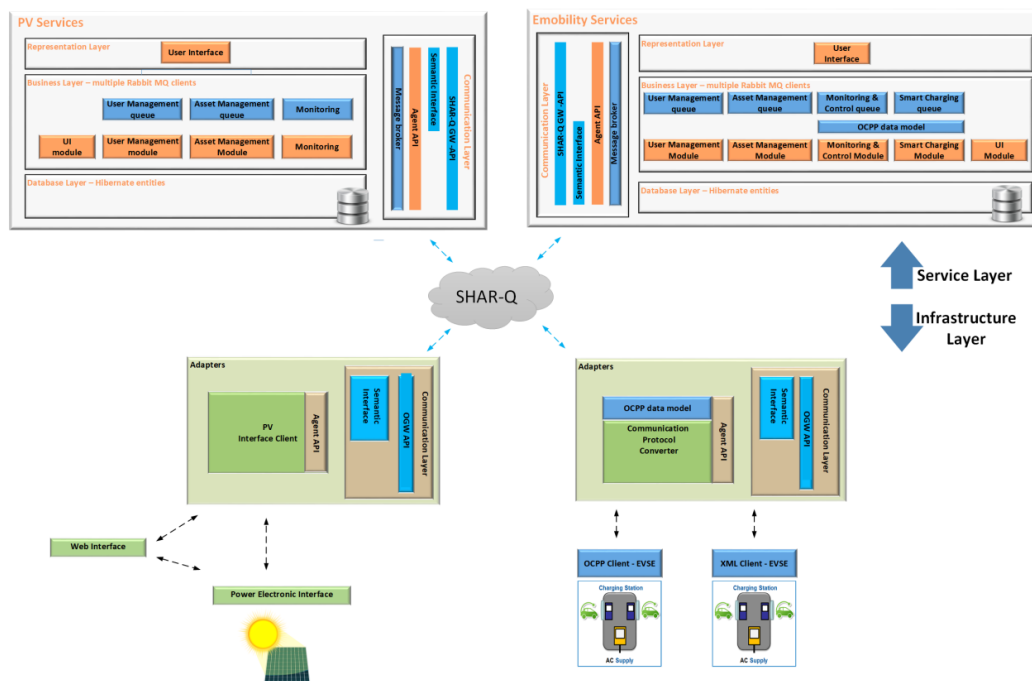 PV Services
Representation Layer
User Interface
Business Layer – multiple Rabbit MQ clients
User Management
queue
Asset Management
queue
Monitoring
UI
module
User Management
module
Asset Management
Module
Monitoring
Database Layer – Hibernate entities
Message broker
Agent API
Semantic Interface
SHAR-Q GW -API
Communication Layer
Emobility Services
Communication Layer
SHAR-Q GW -API
Semantic Interface
Agent API
Message broker
Representation Layer
User
Interface
Business Layer – multiple Rabbit MQ clients
User Management
queue
Asset Management
queue
Monitoring &
Control queue
Smart Charging
queue
OCPP data model
User Management
Module
Asset Management
Module
Monitoring
& Control Module
Smart Charging
Module
UI
Module
Database Layer – Hibernate entities
SHAR-Q
Service Layer
Infrastructure
Layer
Adapters
PV
Interface Client
Agent API
Semantic
Interface
OGW API
Communication Layer
Adapters
OCPP data model
Communication
Protocol
Converter
Agent API
Semantic
Interface
OGW API
Communication Layer
Web Interface
Power Electronic Interface
OCPP Client - EVSE
Charging Station
AC Supply
XML Client - EVSE
Charging Station
AC Supply